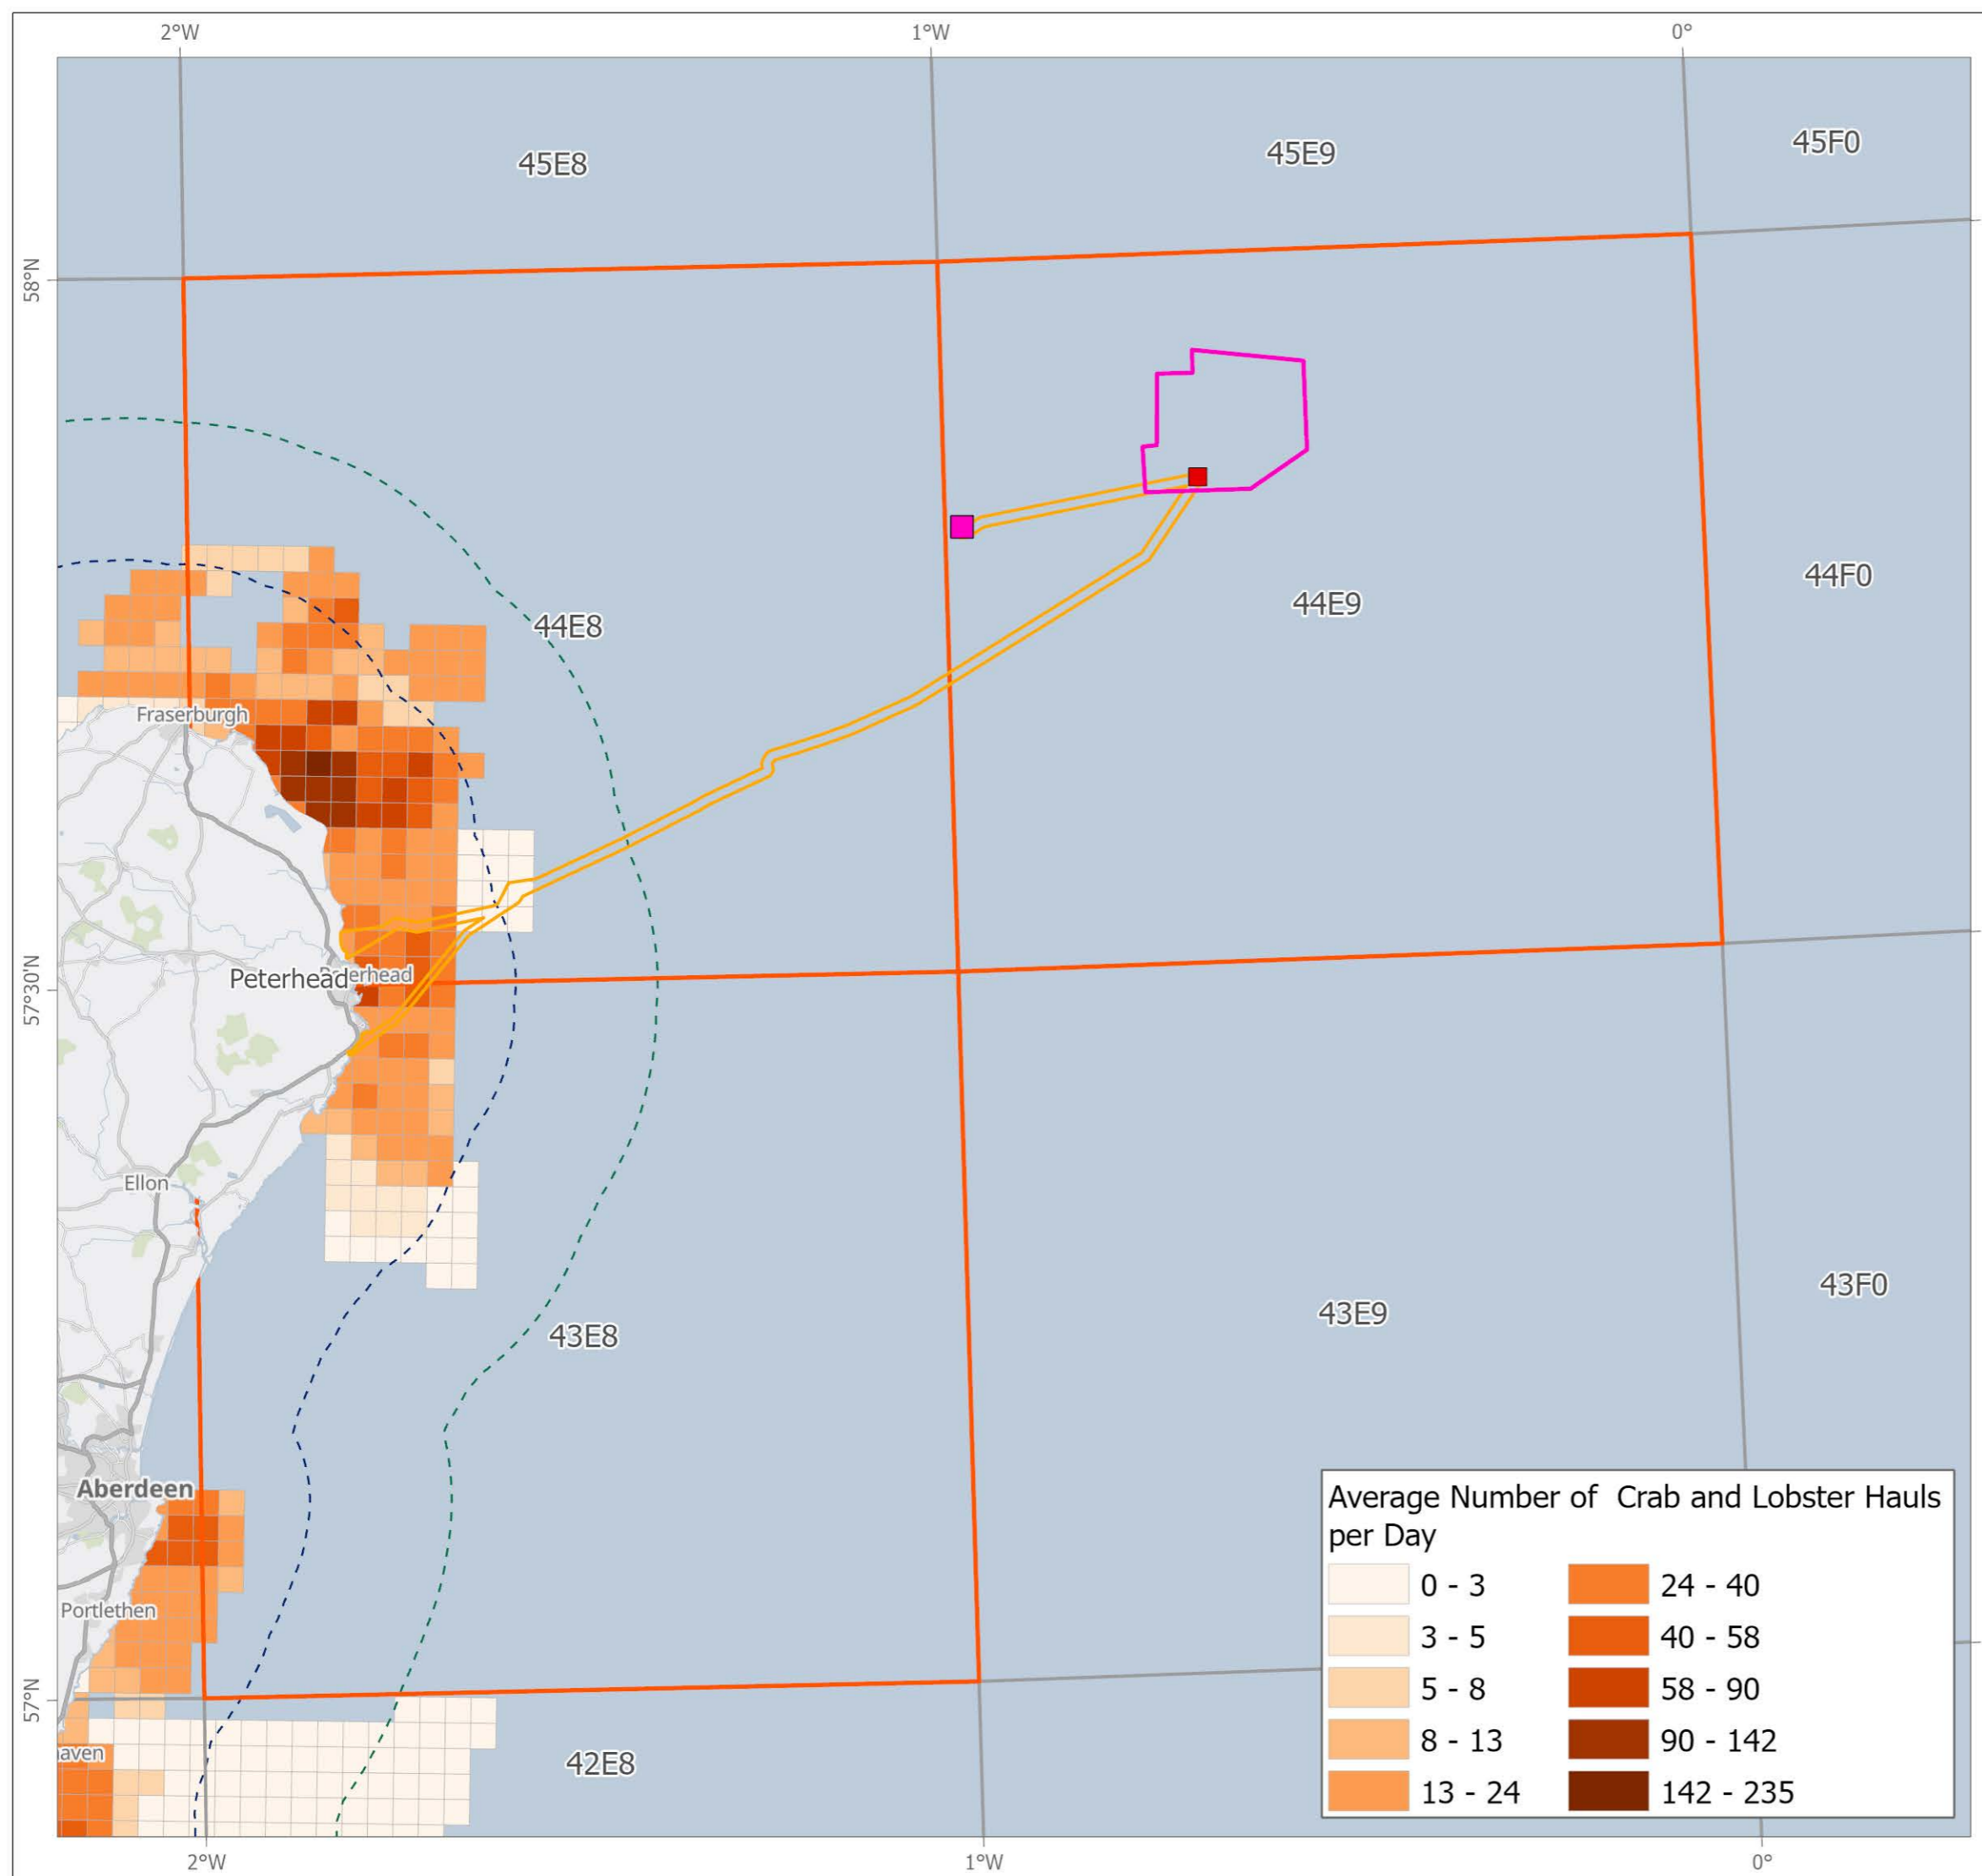 2°W 1°W 0°
45E8 45E9 45F0
58°N
44E8 44E9 44F0
Fraserburgh
Peterhead
57°30'N
Ellon
43E8 43E9 43F0
Aberdeen
Portlethen
57°N
42E8
Average Number of Crab and Lobster Hauls
per Day
0 - 3 24 - 40
3 - 5 40 - 58
5 - 8 58 - 90
8 - 13 90 - 142
13 - 24 142 - 235
2°W 1°W 0°